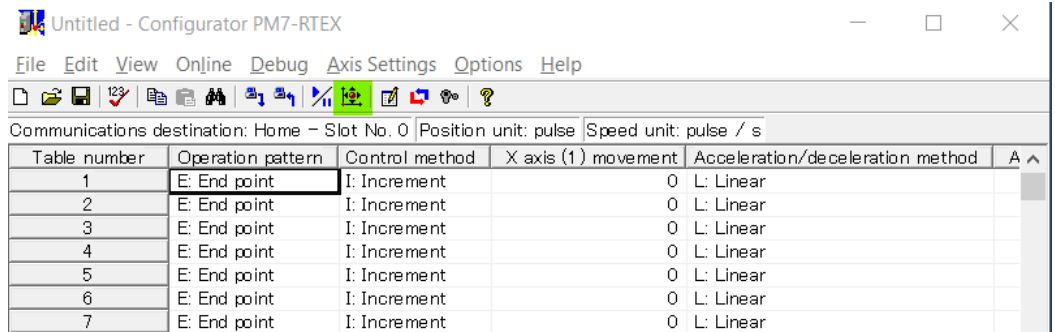 Untitled - Configurator PM7-RTEX
File Edit View Online Debug Axis Settings Options Help
Communications destination: Home - Slot No. 0 Position unit: pulse Speed unit: pulse / s
Table number Operation pattern Control method X axis (1) movement Acceleration/deceleration method A
1 E: End point I: Increment 0 L: Linear
2 E: End point I: Increment 0 L: Linear
3 E: End point I: Increment 0 L: Linear
4 E: End point I: Increment 0 L: Linear
5 E: End point I: Increment 0 L: Linear
6 E: End point I: Increment 0 L: Linear
7 E: End point I: Increment 0 L: Linear